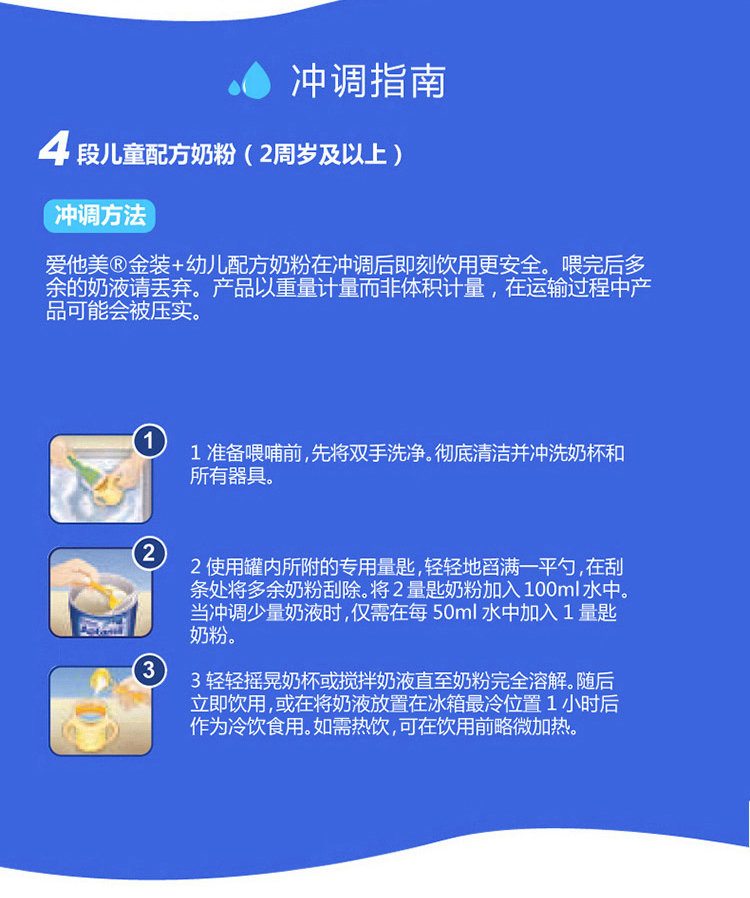 冲调指南
4段儿童配方奶粉（2周岁及以上）
冲调方法
爱他美®金装+幼儿配方奶粉在冲调后即刻饮用更安全。喂完后多
余的奶液请丢弃。产品以重量计量而非体积计量，在运输过程中产
品可能会被压实。
1
1 准备喂哺前,先将双手洗净。彻底清洁并冲洗奶杯和
所有器具。
2
2 使用罐内所附的专用量匙,轻轻地舀满一平勺,在刮
条处将多余奶粉刮除。将2量匙奶粉加入100ml水中。
当冲调少量奶液时,仅需在每 50ml 水中加入 1 量匙
奶粉。
Aptamil
3
3 轻轻摇晃奶杯或搅拌奶液直至奶粉完全溶解。随后
立即饮用,或在将奶液放置在冰箱最冷位置 1 小时后
作为冷饮食用。如需热饮,可在饮用前略微加热。